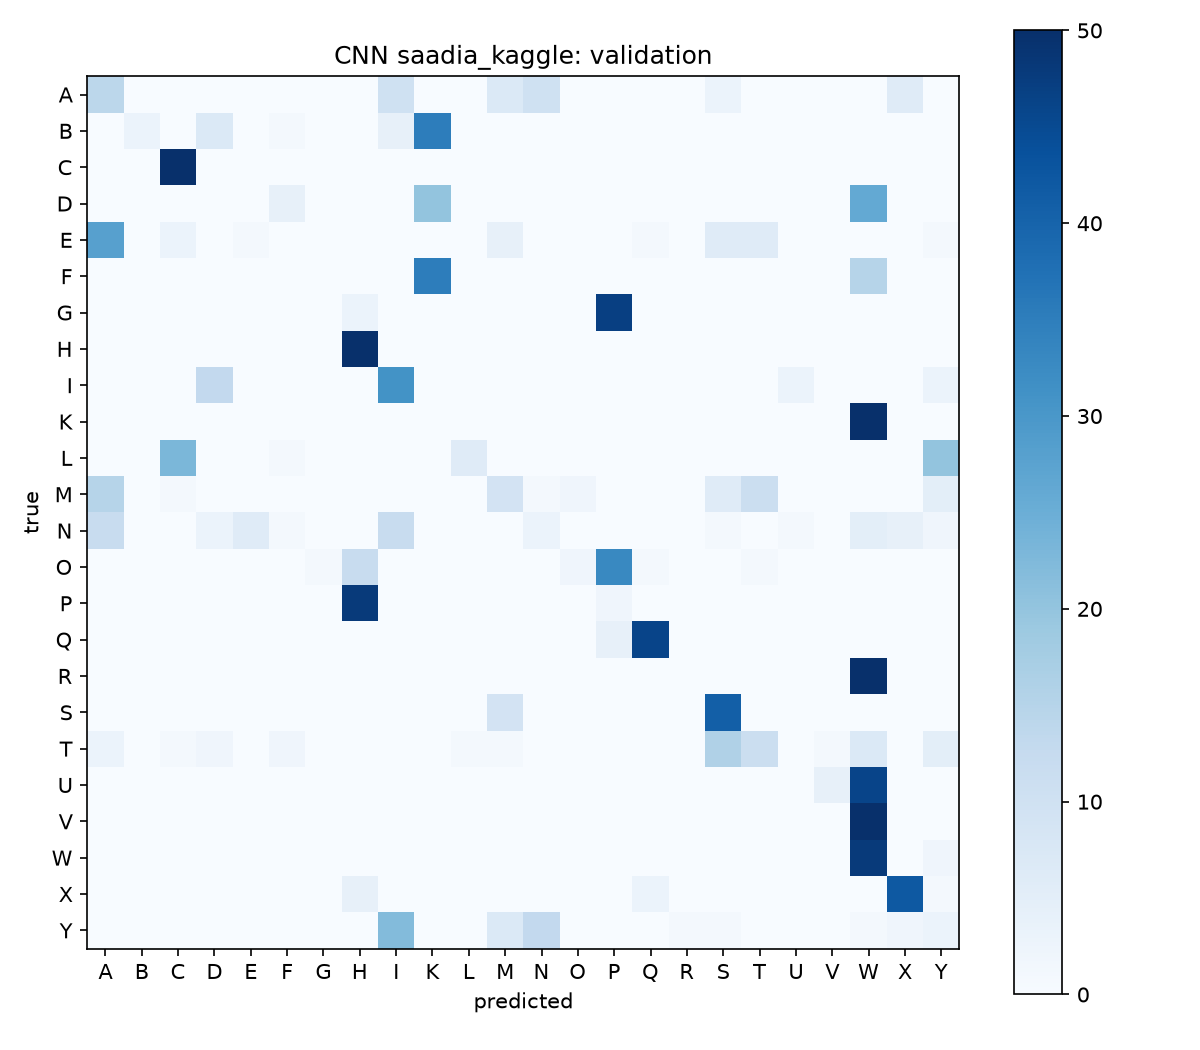 CNN saadia_kaggle: validation
true
A
B
C
D
E
F
G
H
I
K
L
M
N
O
P
Q
R
S
T
U
V
W
X
Y
A B C D E F G H I K L M N O P Q R S T U V W X Y
predicted
50
40
30
20
10
0